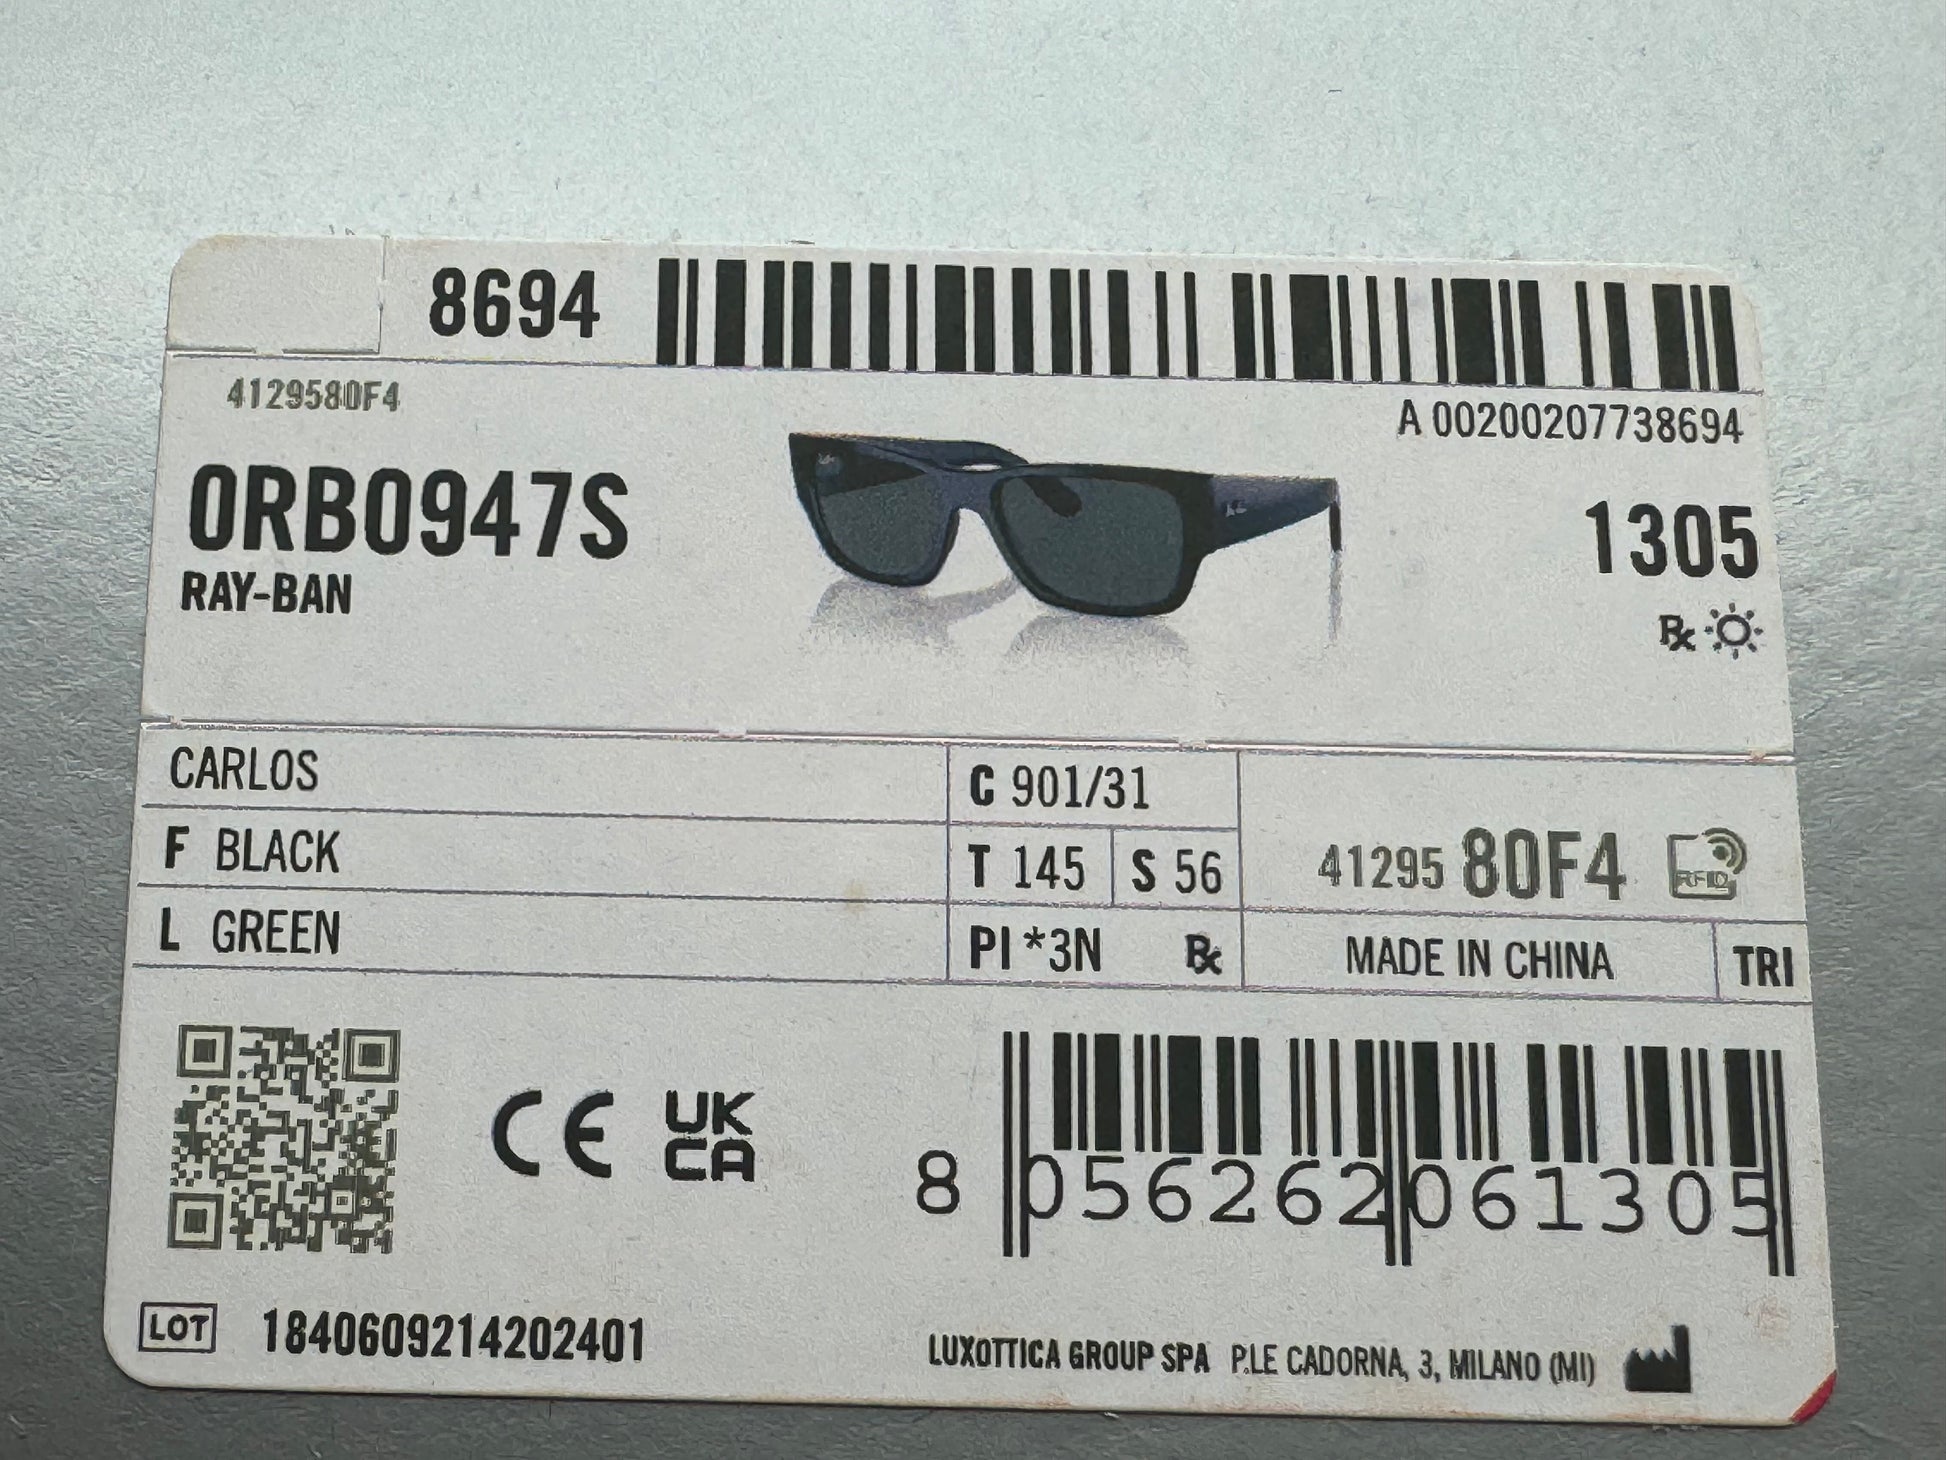 8694
4129580F4
A 00200207738694
0RB0947S
1305
RAY-BAN
Rx
CARLOS
C 901/31
F BLACK
T 145 S 56
41295 80F4 RFID
L GREEN
PI *3N Rx
MADE IN CHINA TRI
CE UK CA
8 056262 061305
LOT 1840609214202401
LUXOTTICA GROUP SPA P.LE CADORNA, 3, MILANO (MI)